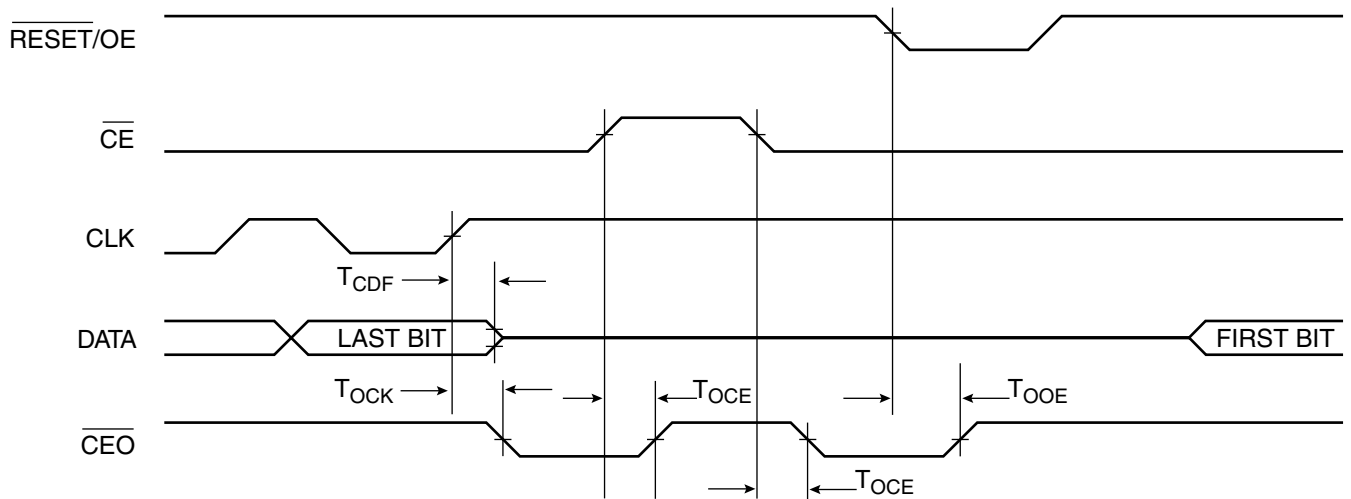 RESET/OE
CE
CLK
TCDF
DATA
LAST BIT
FIRST BIT
TOCK
TOCE
TOOE
CEO
TOCE